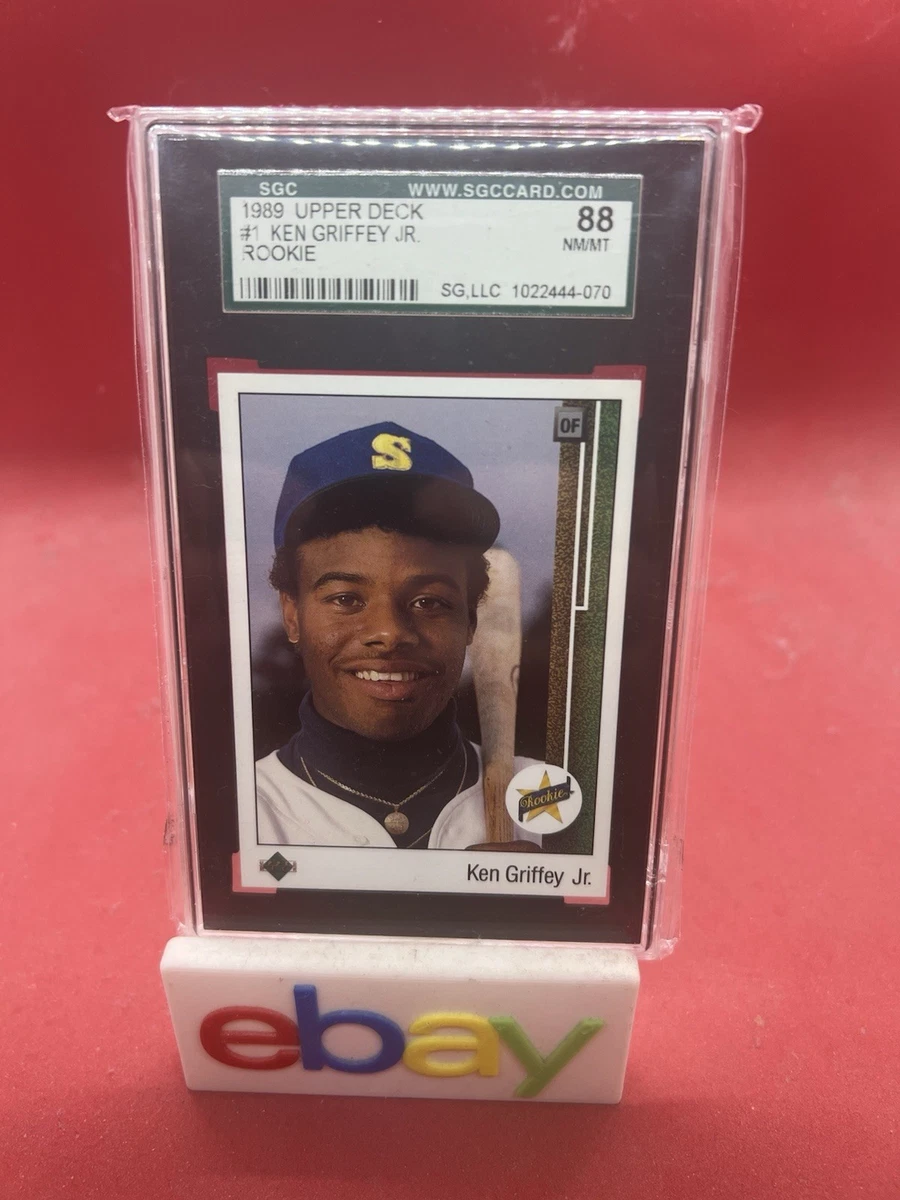 SGC WWW.SGCCARD.COM
1989 UPPER DECK 88
#1 KEN GRIFFEY JR. NM/MT
ROOKIE
SG,LLC 1022444-070
S
OF
Rookie
Ken Griffey Jr.
ebay